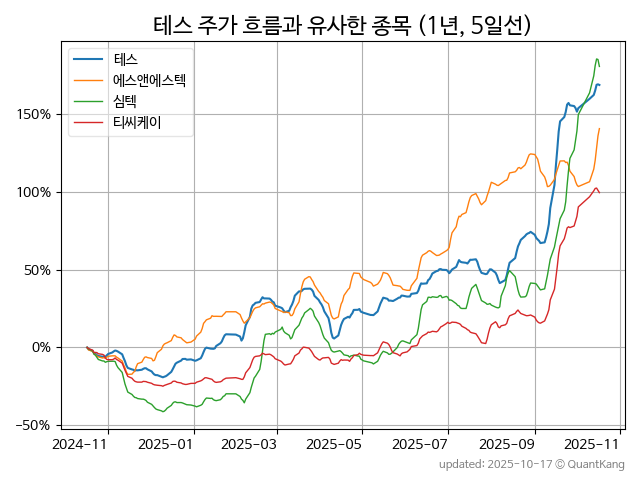 테스 주가 흐름과 유사한 종목 (1년, 5일선)
테스
에스앤에스텍
심텍
티씨케이
150%
100%
50%
0%
−50%
2024-11
2025-01
2025-03
2025-05
2025-07
2025-09
2025-11
updated: 2025-10-17 © QuantKang